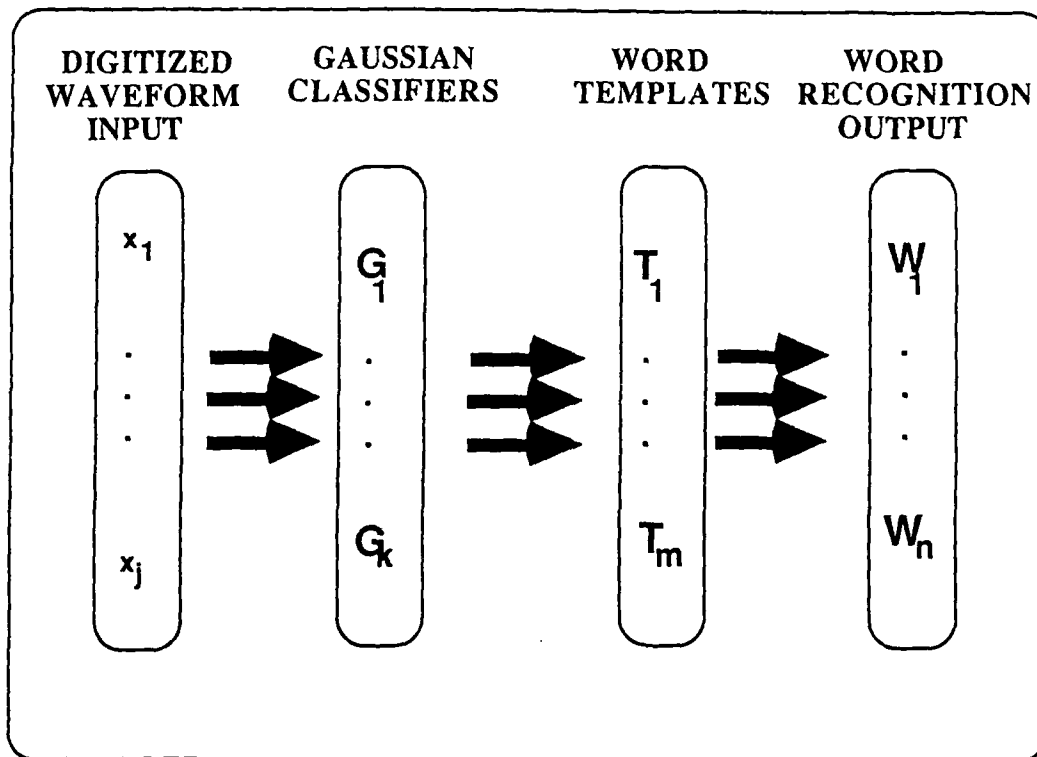 DIGITIZED
WAVEFORM
INPUT
GAUSSIAN
CLASSIFIERS
WORD
TEMPLATES
WORD
RECOGNITION
OUTPUT
x1
.
.
.
xj
G1
.
.
.
Gk
T1
.
.
.
Tm
W1
.
.
.
Wn